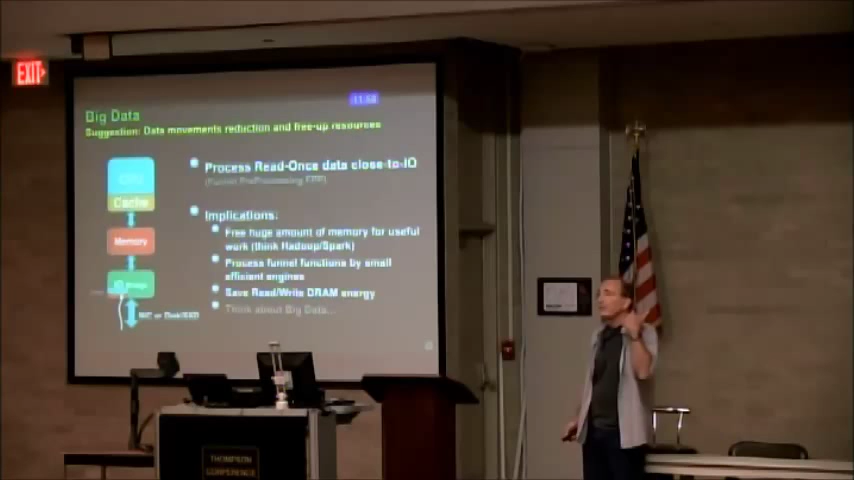 EXIT
11:58
Big Data
Suggestion: Data movements reduction and free-up resources
CPU
Cache
Memory
NIC or Disk/SSD
Process Read-Once data close to IO
Implications:
Free huge amount of memory for useful
work (think Hadoop/Spark)
Process funnel functions by small
efficient engines
Save Read/Write DRAM energy
Think about Big Data...
THOMPSON
CONFERENCE